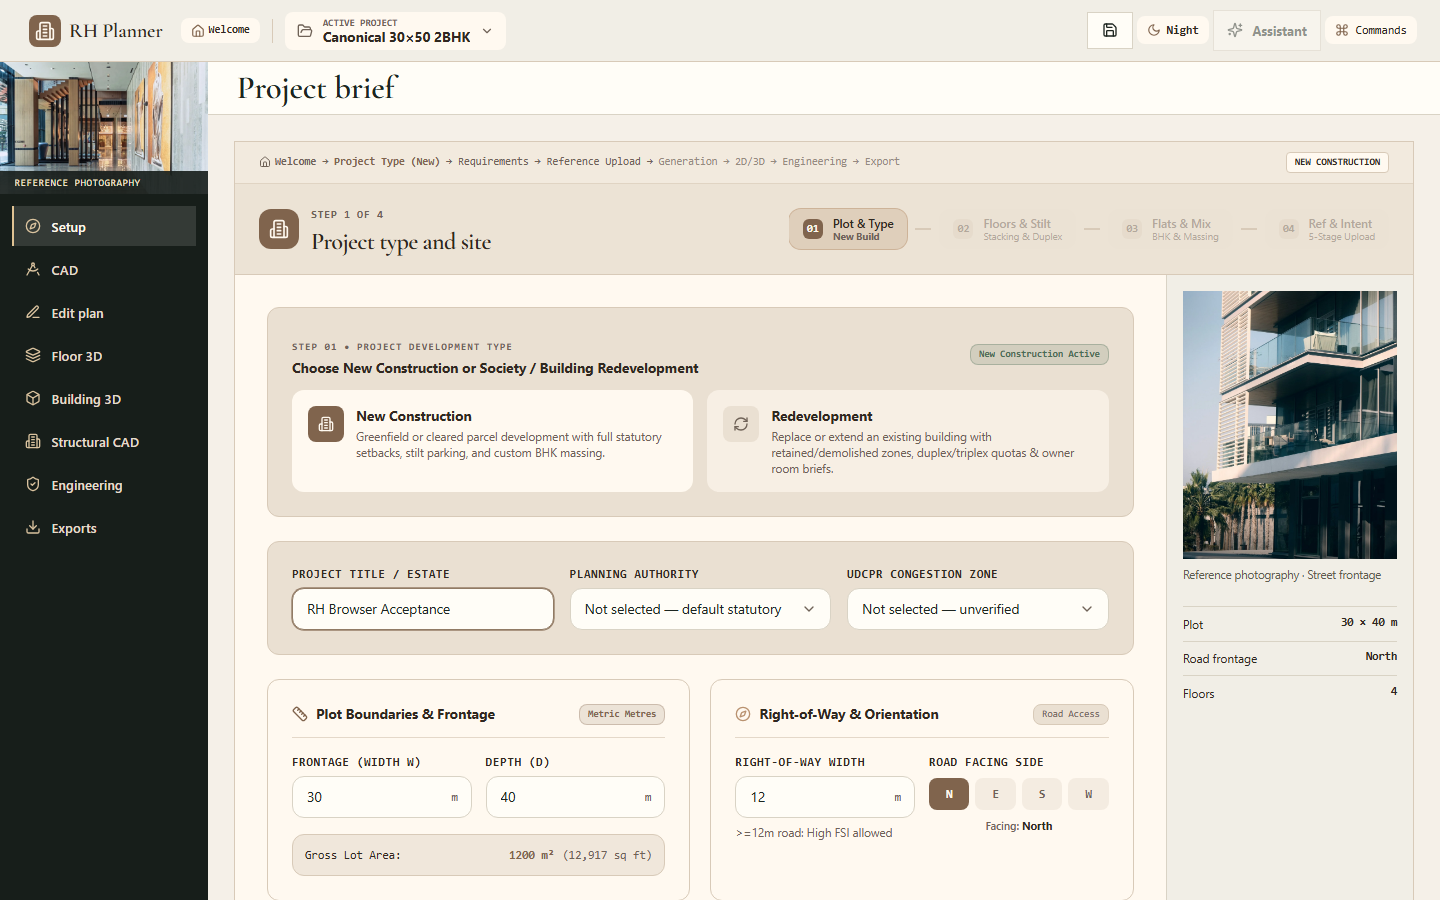 RH Planner
Welcome
ACTIVE PROJECT
Canonical 30×50 2BHK
Night
Assistant
Commands
REFERENCE PHOTOGRAPHY
Setup
CAD
Edit plan
Floor 3D
Building 3D
Structural CAD
Engineering
Exports
Project brief
Welcome → Project Type (New) → Requirements → Reference Upload → Generation → 2D/3D → Engineering → Export
NEW CONSTRUCTION
STEP 1 OF 4
Project type and site
01 Plot & Type
New Build
02 Floors & Stilt
Stacking & Duplex
03 Flats & Mix
BHK & Massing
04 Ref & Intent
5-Stage Upload
STEP 01 • PROJECT DEVELOPMENT TYPE
Choose New Construction or Society / Building Redevelopment
New Construction Active
New Construction
Greenfield or cleared parcel development with full statutory
setbacks, stilt parking, and custom BHK massing.
Redevelopment
Replace or extend an existing building with
retained/demolished zones, duplex/triplex quotas & owner
room briefs.
PROJECT TITLE / ESTATE
RH Browser Acceptance
PLANNING AUTHORITY
Not selected — default statutory
UDCPR CONGESTION ZONE
Not selected — unverified
Plot Boundaries & Frontage
Metric Metres
FRONTAGE (WIDTH W)
30 m
DEPTH (D)
40 m
Gross Lot Area: 1200 m² (12,917 sq ft)
Right-of-Way & Orientation
Road Access
RIGHT-OF-WAY WIDTH
12 m
>=12m road: High FSI allowed
ROAD FACING SIDE
N E S W
Facing: North
Reference photography · Street frontage
Plot 30 × 40 m
Road frontage North
Floors 4